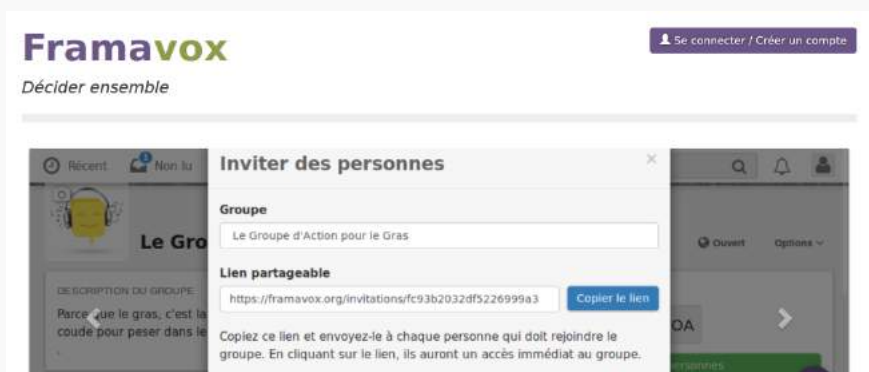 Framavox
Se connecter / Créer un compte
Décider ensemble
Récent
3
Non lu
Inviter des personnes
×
Groupe
Le Groupe d'Action pour le Gras
Le Gro
Ouvert
Options
Lien partageable
https://framavox.org/invitations/fc93b2032df5226999a3
Copier le lien
DESCRIPTION DU GROUPE
Parce que le gras, c'est la
coude pour peser dans le
.
Copiez ce lien et envoyez-le à chaque personne qui doit rejoindre le
groupe. En cliquant sur le lien, ils auront un accès immédiat au groupe.
OA
personnes